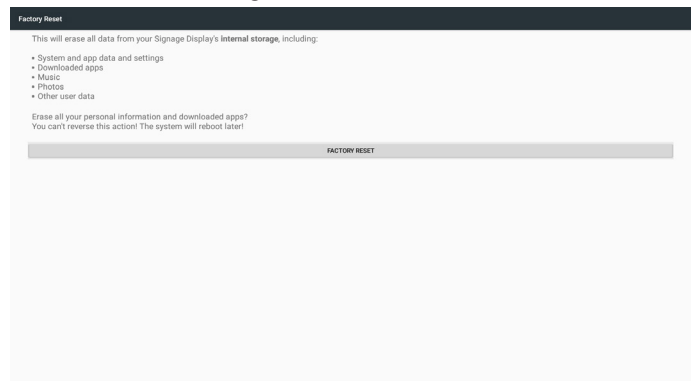 Factory Reset
This will erase all data from your Signage Display's internal storage, including:
▪ System and app data and settings
▪ Downloaded apps
▪ Music
▪ Photos
▪ Other user data
Erase all your personal information and downloaded apps?
You can't reverse this action! The system will reboot later!
FACTORY RESET